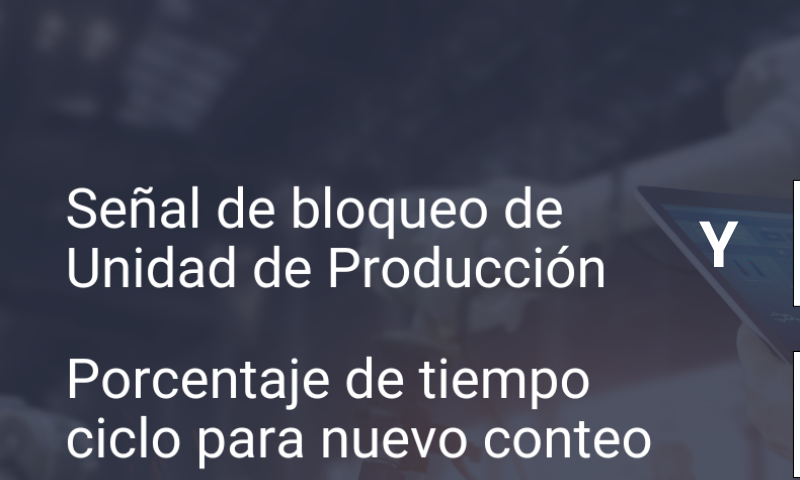 Señal de bloqueo de
Unidad de Producción
Y
Porcentaje de tiempo
ciclo para nuevo conteo